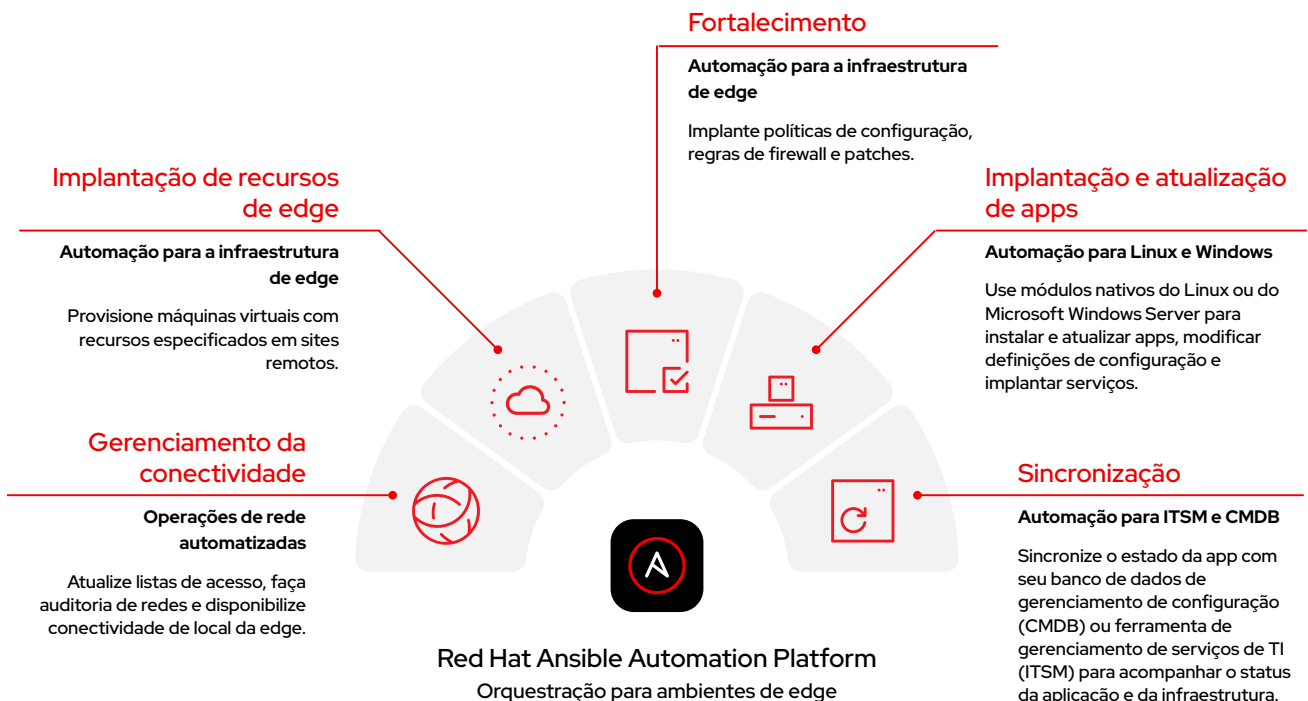 Fortalecimento
Automação para a infraestrutura
de edge
Implante políticas de configuração,
regras de firewall e patches.
Implantação de recursos
de edge
Automação para a infraestrutura
de edge
Provisione máquinas virtuais com
recursos especificados em sites
remotos.
Implantação e atualização
de apps
Automação para Linux e Windows
Use módulos nativos do Linux ou do
Microsoft Windows Server para
instalar e atualizar apps, modificar
definições de configuração e
implantar serviços.
Gerenciamento da
conectividade
Operações de rede
automatizadas
Atualize listas de acesso, faça
auditoria de redes e disponibilize
conectividade de local da edge.
Sincronização
Automação para ITSM e CMDB
Sincronize o estado da app com
seu banco de dados de
gerenciamento de configuração
(CMDB) ou ferramenta de
gerenciamento de serviços de TI
(ITSM) para acompanhar o status
da aplicação e da infraestrutura.
Red Hat Ansible Automation Platform
Orquestração para ambientes de edge